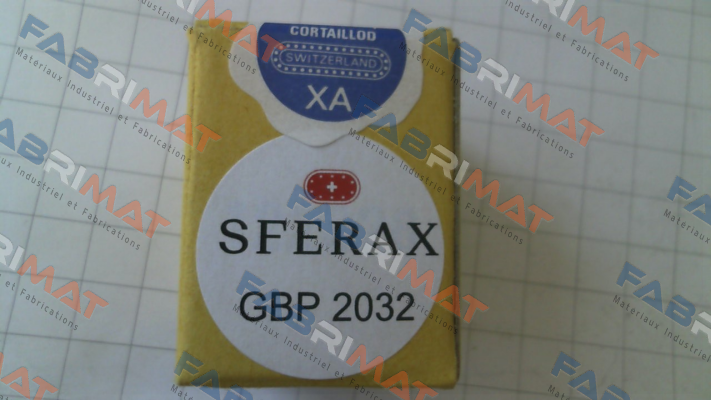 CORTAILLOD
SWITZERLAND
XA
SFERAX
GBP 2032
FABRIMAT
Materiaux Industriel et Fabrications